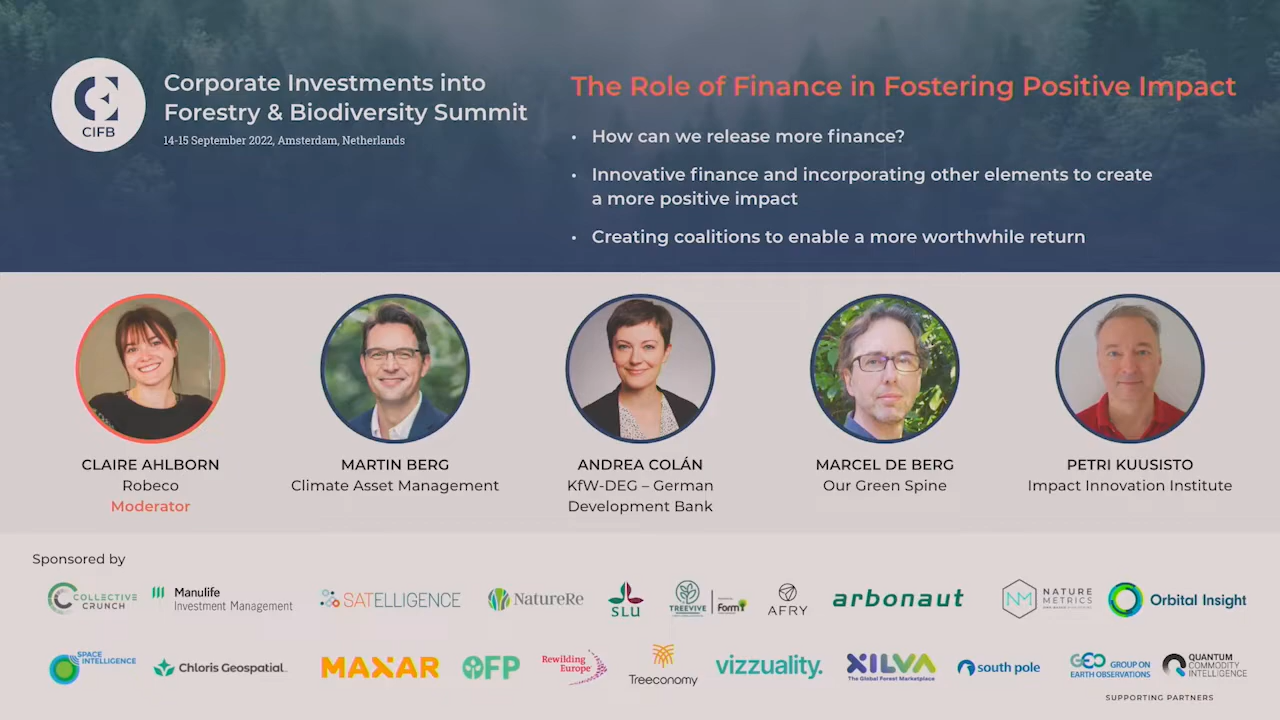 CIFB
Corporate Investments into
Forestry & Biodiversity Summit
14-15 September 2022, Amsterdam, Netherlands
The Role of Finance in Fostering Positive Impact
• How can we release more finance?
• Innovative finance and incorporating other elements to create
a more positive impact
• Creating coalitions to enable a more worthwhile return
CLAIRE AHLBORN
Robeco
Moderator
MARTIN BERG
Climate Asset Management
ANDREA COLÁN
KfW-DEG – German
Development Bank
MARCEL DE BERG
Our Green Spine
PETRI KUUSISTO
Impact Innovation Institute
Sponsored by
COLLECTIVE
CRUNCH
Manulife
Investment Management
SATELLIGENCE
NatureRe
SLU
TREEVIVE
Form
AFRY
arbonaut
NM
NATURE
METRICS
Orbital Insight
SPACE
INTELLIGENCE
Chloris Geospatial
MAXAR
OFP
Rewilding
Europe
Treeconomy
vizzuality.
XILVA
The Global Forest Marketplace
south pole
GEO GROUP ON
EARTH OBSERVATIONS
QUANTUM
COMMODITY
INTELLIGENCE
SUPPORTING PARTNERS